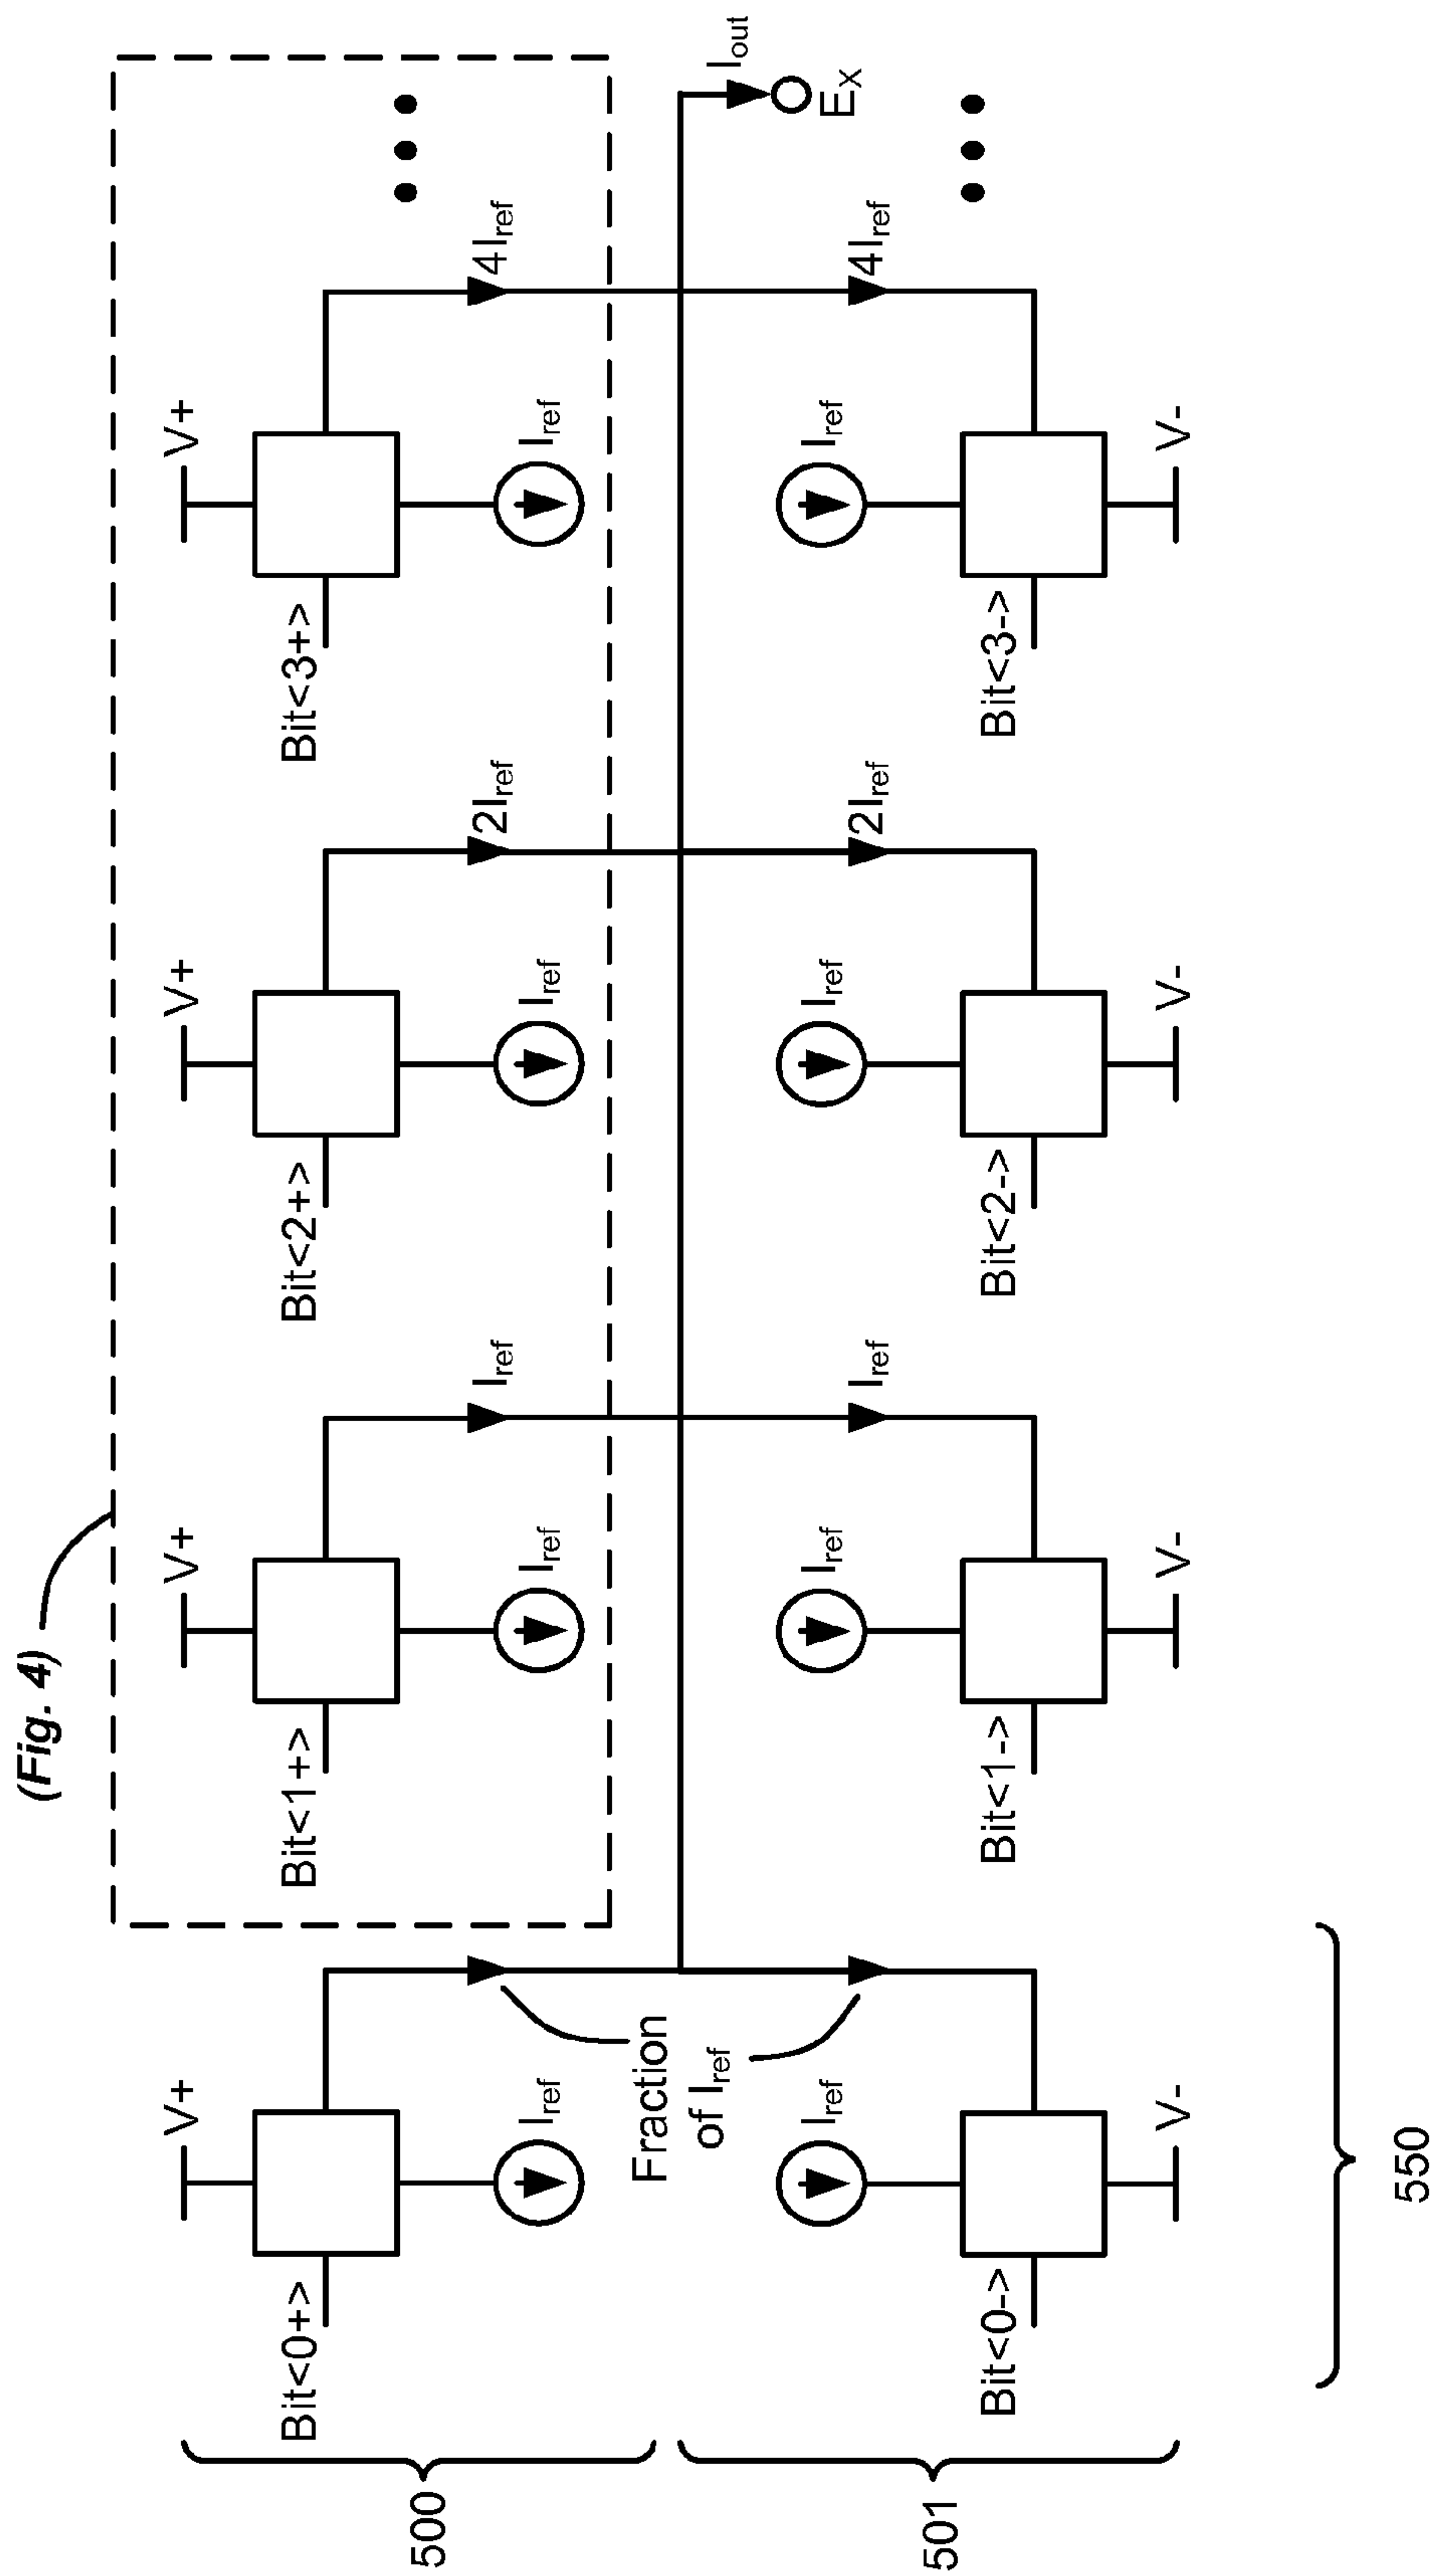 (Fig. 4)
V+
V+
V+
V+
Bit<0+>
Bit<1+>
Bit<2+>
Bit<3+>
Iref
2Iref
4Iref
Iref
Iref
Iref
Iref
500
Fraction
of Iref
Iout
Ex
Iref
Iref
Iref
Iref
Iref
2Iref
4Iref
Bit<0->
Bit<1->
Bit<2->
Bit<3->
501
V-
V-
V-
V-
550